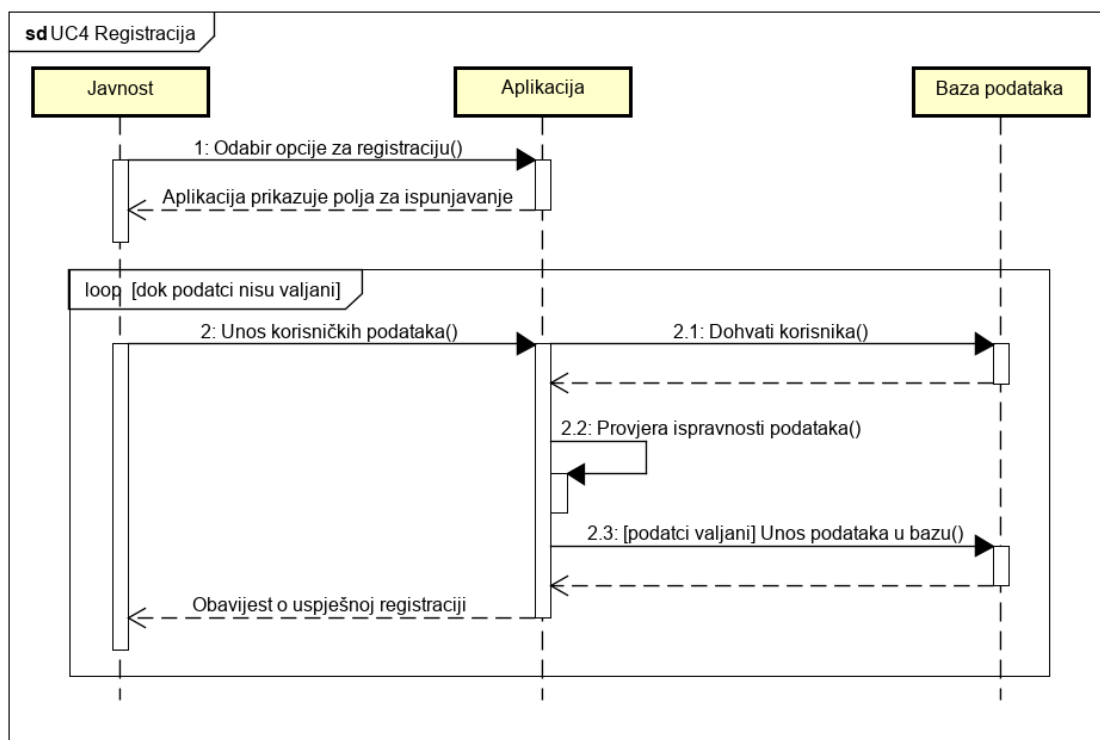 sd UC4 Registracija
Javnost
Aplikacija
Baza podataka
1: Odabir opcije za registraciju()
Aplikacija prikazuje polja za ispunjavanje
loop [dok podatci nisu valjani]
2: Unos korisničkih podataka()
2.1: Dohvati korisnika()
2.2: Provjera ispravnosti podataka()
2.3: [podatci valjani] Unos podataka u bazu()
Obavijest o uspješnoj registraciji